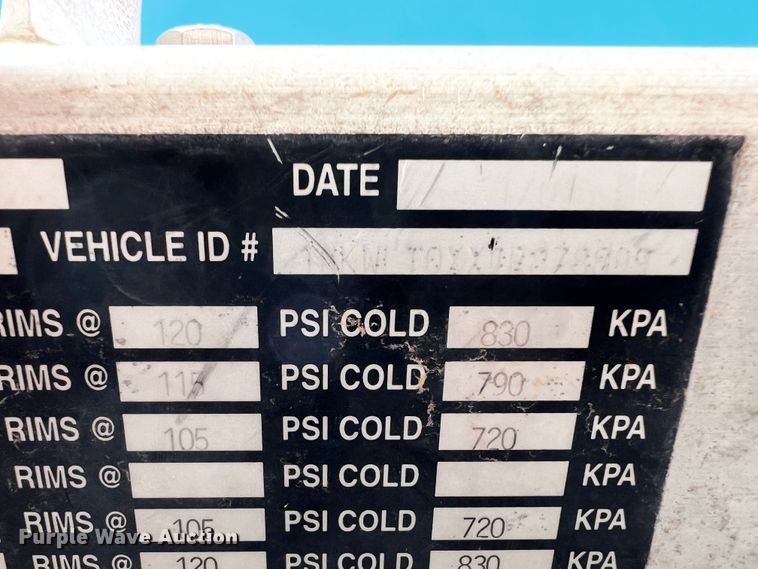 DATE
VEHICLE ID #
RIMS @ 120 PSI COLD 830 KPA
RIMS @ 115 PSI COLD 790 KPA
RIMS @ 105 PSI COLD 720 KPA
RIMS @ PSI COLD KPA
RIMS @ 105 PSI COLD 720 KPA
RIMS @ 120 PSI COLD 830 KPA
Purple Wave Auction